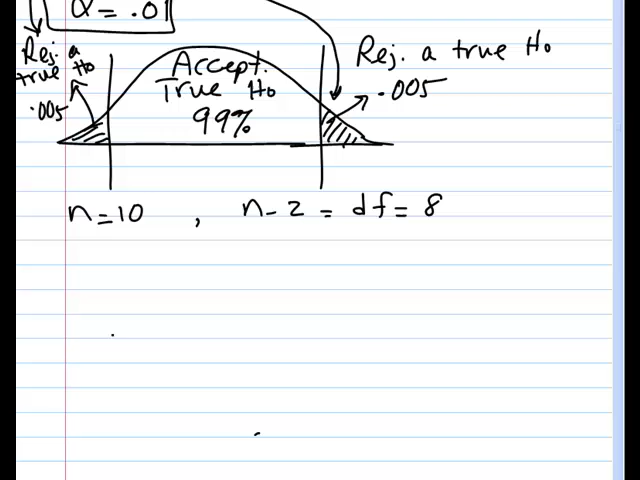 α = .01
Rej. a true Ho
.005
Accept. True Ho
99%
Rej. a true Ho
.005
n = 10 , n - 2 = df = 8